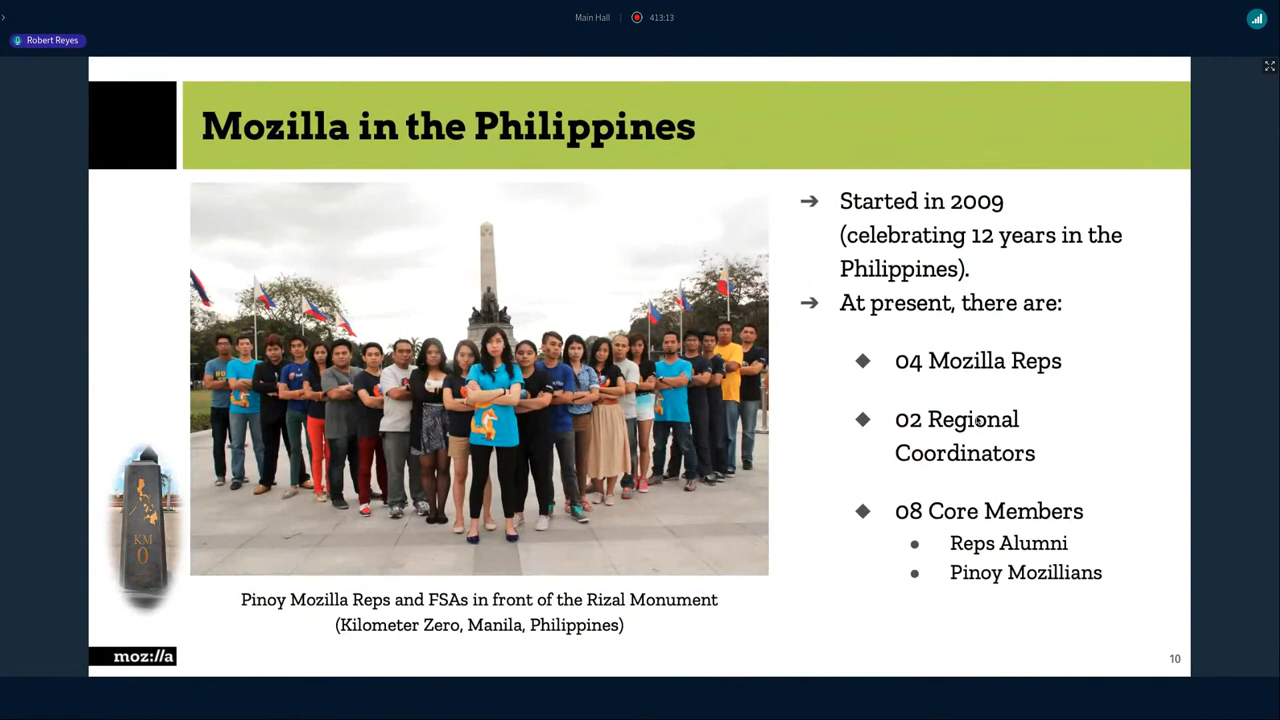 Main Hall
413:13
Robert Reyes
Mozilla in the Philippines
Started in 2009
(celebrating 12 years in the
Philippines).
At present, there are:
04 Mozilla Reps
02 Regional
Coordinators
08 Core Members
Reps Alumni
Pinoy Mozillians
KM
0
Pinoy Mozilla Reps and FSAs in front of the Rizal Monument
(Kilometer Zero, Manila, Philippines)
moz://a
10